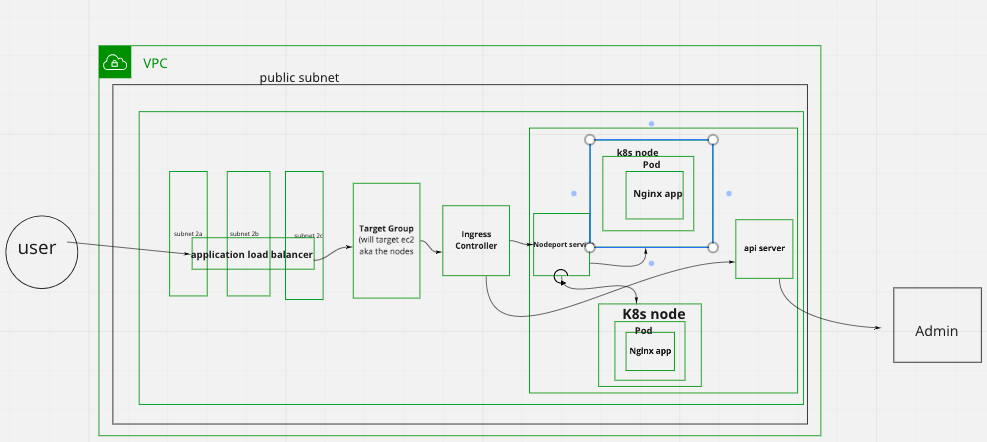 VPC
public subnet
user
subnet 2a
subnet 2b
subnet 2c
application load balancer
Target Group
(will target ec2
aka the nodes
Ingress
Controller
Nodeport servi
k8s node
Pod
Nginx app
api server
K8s node
Pod
Nginx app
Admin